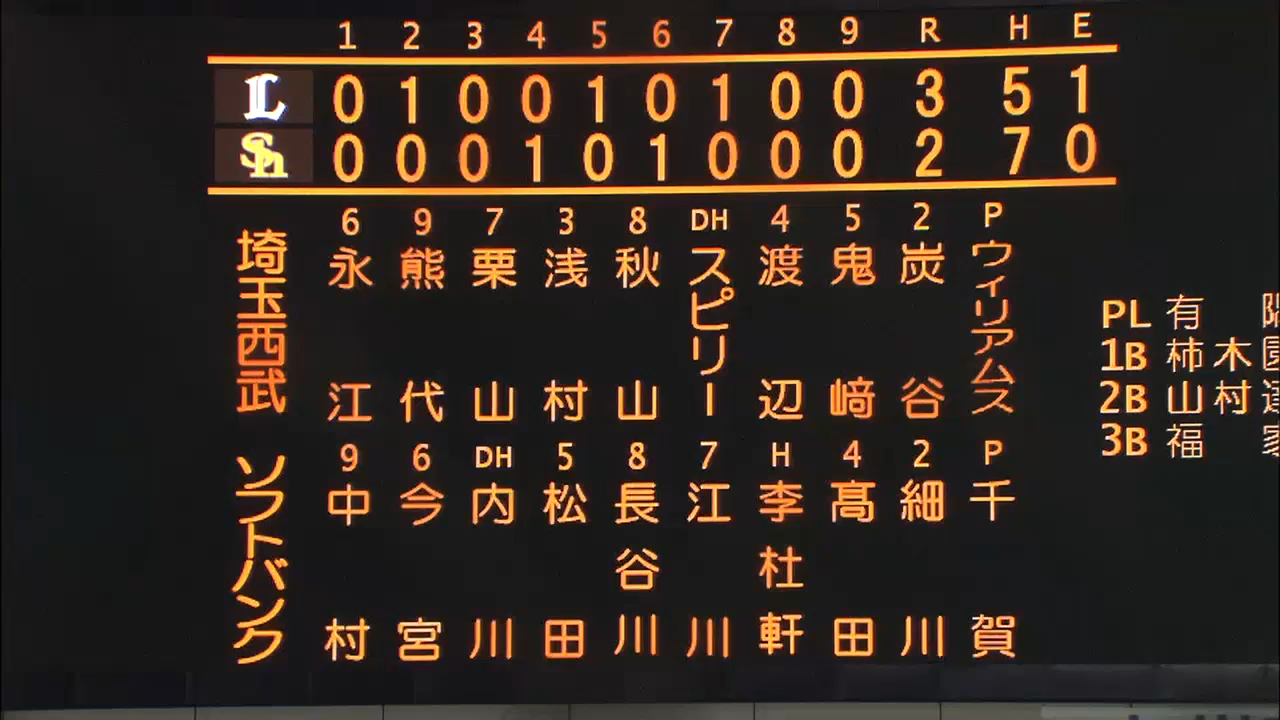 1 2 3 4 5 6 7 8 9 R H E
L 0 1 0 0 1 0 1 0 0 3 5 1
Sh 0 0 0 1 0 1 0 0 0 2 7 0
埼玉西武
6 永江
9 熊代
7 栗山
3 浅村
8 秋山
DH スピリー
4 渡辺
5 鬼﨑
2 炭谷
P ウィリアムス
ソフトバンク
9 中村
6 今宮
DH 内川
5 松田
8 長谷川
7 江川
H 李杜軒
4 髙田
2 細川
P 千賀
PL 有
1B 柿木
2B 山村
3B 福